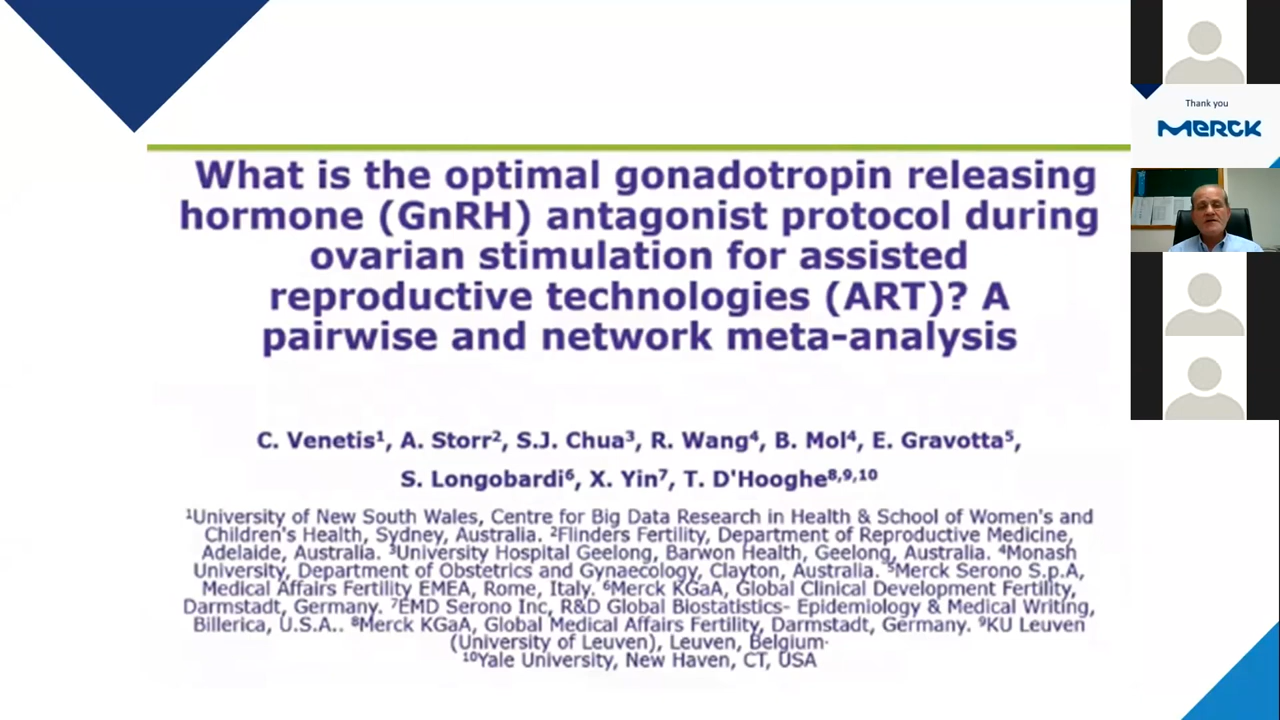 What is the optimal gonadotropin releasing
hormone (GnRH) antagonist protocol during
ovarian stimulation for assisted
reproductive technologies (ART)? A
pairwise and network meta-analysis
C. Venetis¹, A. Storr², S.J. Chua³, R. Wang⁴, B. Mol⁴, E. Gravotta⁵,
S. Longobardi⁶, X. Yin⁷, T. D'Hooghe⁸,⁹,¹⁰
¹University of New South Wales, Centre for Big Data Research in Health & School of Women's and
Children's Health, Sydney, Australia. ²Flinders Fertility, Department of Reproductive Medicine,
Adelaide, Australia. ³University Hospital Geelong, Barwon Health, Geelong, Australia. ⁴Monash
University, Department of Obstetrics and Gynaecology, Clayton, Australia. ⁵Merck Serono S.p.A,
Medical Affairs Fertility EMEA, Rome, Italy. ⁶Merck KGaA, Global Clinical Development Fertility,
Darmstadt, Germany. ⁷EMD Serono Inc, R&D Global Biostatistics- Epidemiology & Medical Writing,
Billerica, U.S.A.. ⁸Merck KGaA, Global Medical Affairs Fertility, Darmstadt, Germany. ⁹KU Leuven
(University of Leuven), Leuven, Belgium·
¹⁰Yale University, New Haven, CT, USA
Thank you
MERCK